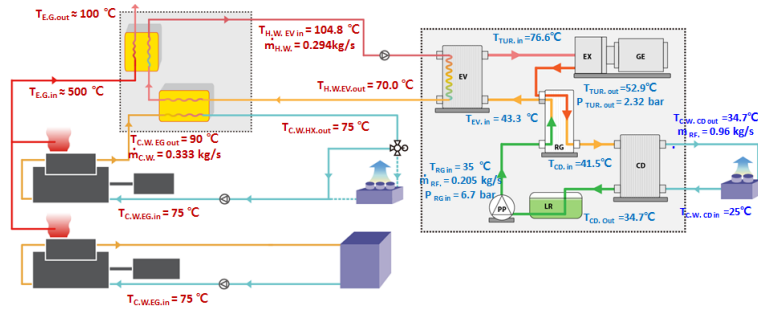 T E.G.out ≈ 100 ℃
T H.W. EV in = 104.8 ℃
ṁ H.W. = 0.294kg/s
T E.G.in ≈ 500 ℃
T H.W.EV.out = 70.0 ℃
T C.W. EG out = 90 ℃
ṁ C.W. = 0.333 kg/s
T C.W.HX.out = 75 ℃
T C.W.EG.in = 75 ℃
T C.W.EG.in = 75 ℃
T TUR. in =76.6℃
EX
GE
EV
T TUR. out =52.9℃
P TUR. out = 2.32 bar
T EV. in = 43.3 ℃
RG
T CD. in =41.5℃
T C.W. CD out =34.7℃
ṁ RF. = 0.96 kg/s
T RG in = 35 ℃
ṁ RF. = 0.205 kg/s
P RG in = 6.7 bar
CD
PP
LR
T CD. Out =34.7℃
T C.W. CD in =25℃